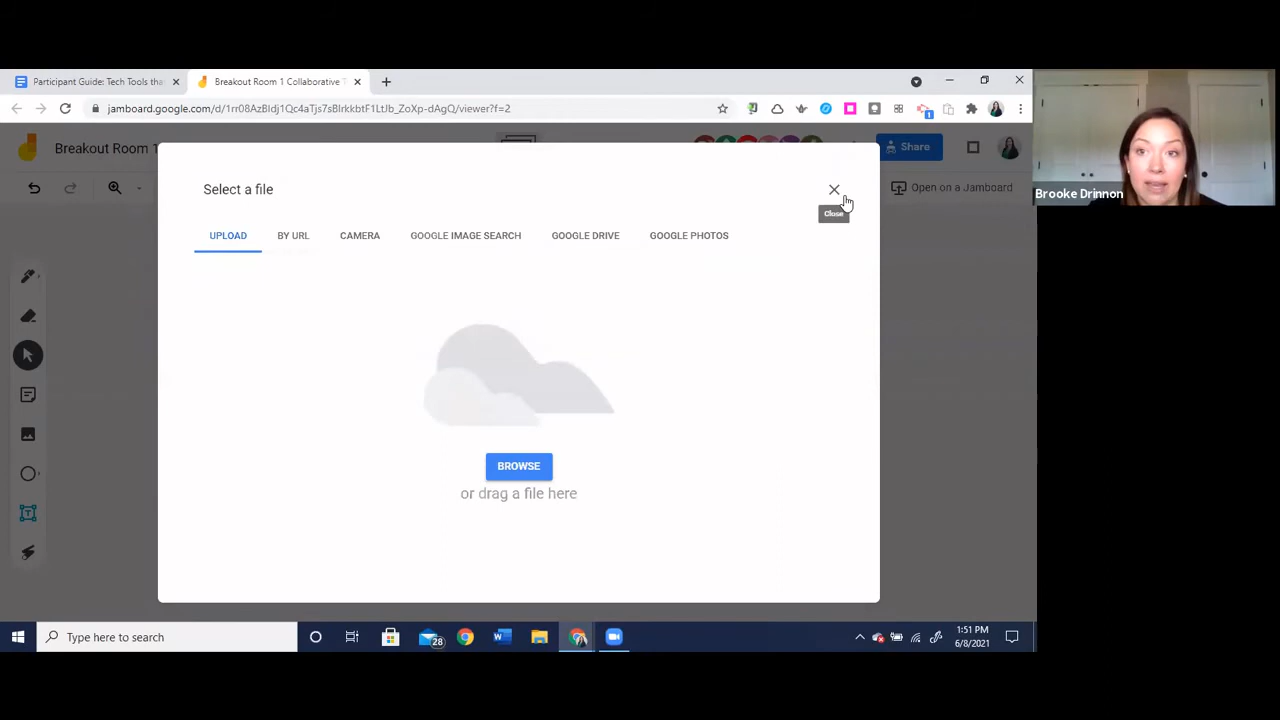 Participant Guide: Tech Tools tha
Breakout Room 1 Collaborative T
jamboard.google.com/d/1rr08AzBIdj1Qc4aTjs7sBIrkkbtF1LtJb_ZoXp-dAgQ/viewer?f=2
1
Breakout Room 1
Share
Open on a Jamboard
Select a file
Close
UPLOAD
BY URL
CAMERA
GOOGLE IMAGE SEARCH
GOOGLE DRIVE
GOOGLE PHOTOS
BROWSE
or drag a file here
T
Brooke Drinnon
Type here to search
28
1:51 PM
6/8/2021